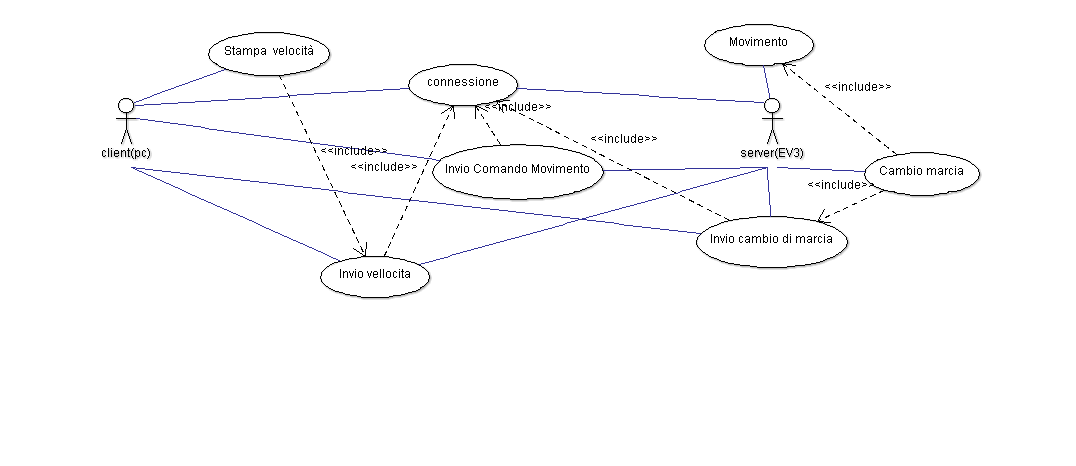 Movimento
Stampa velocità
connessione
<<include>>
<<include>>
<<include>>
client(pc)
server(EV3)
<<include>>
<<include>>
Invio Comando Movimento
Cambio marcia
<<include>>
Invio cambio di marcia
Invio vellocita